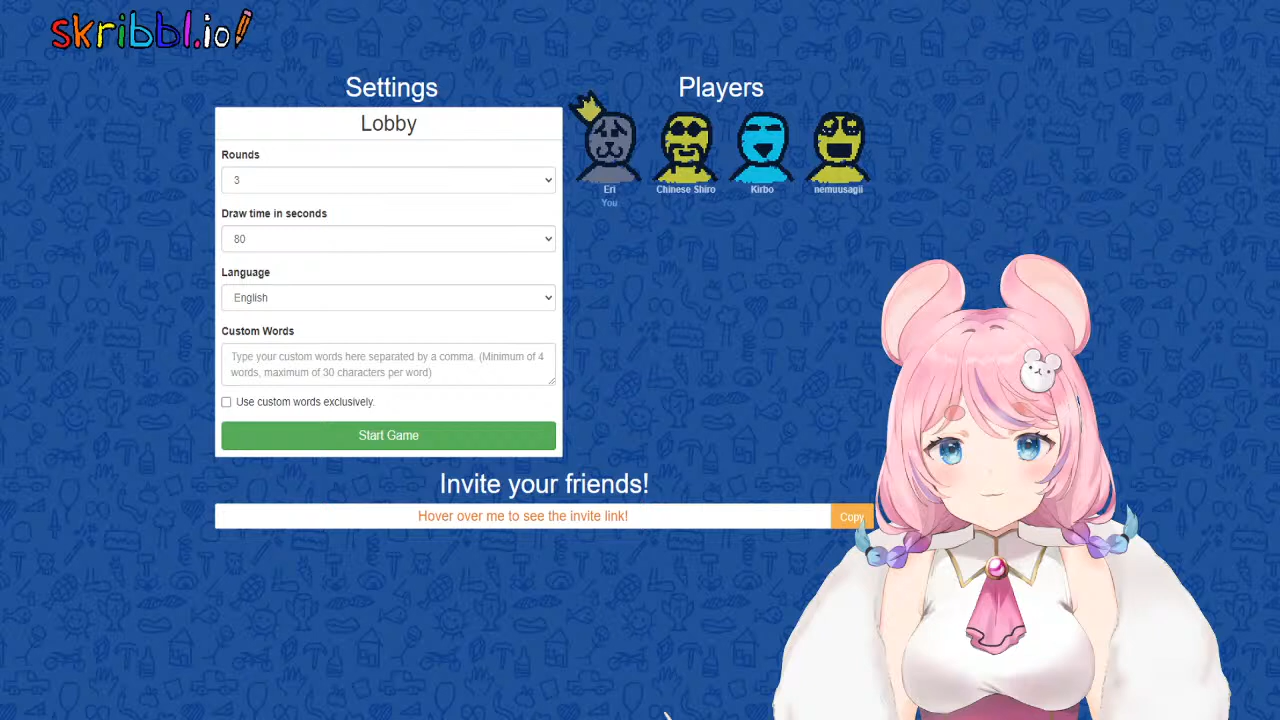 skribbl.io
Settings
Players
Lobby
Rounds
3
Eri
Chinese Shiro
Kirbo
nemuusagii
You
Draw time in seconds
80
Language
English
Custom Words
Type your custom words here separated by a comma. (Minimum of 4
words, maximum of 30 characters per word)
Use custom words exclusively.
Start Game
Invite your friends!
Hover over me to see the invite link!
Copy